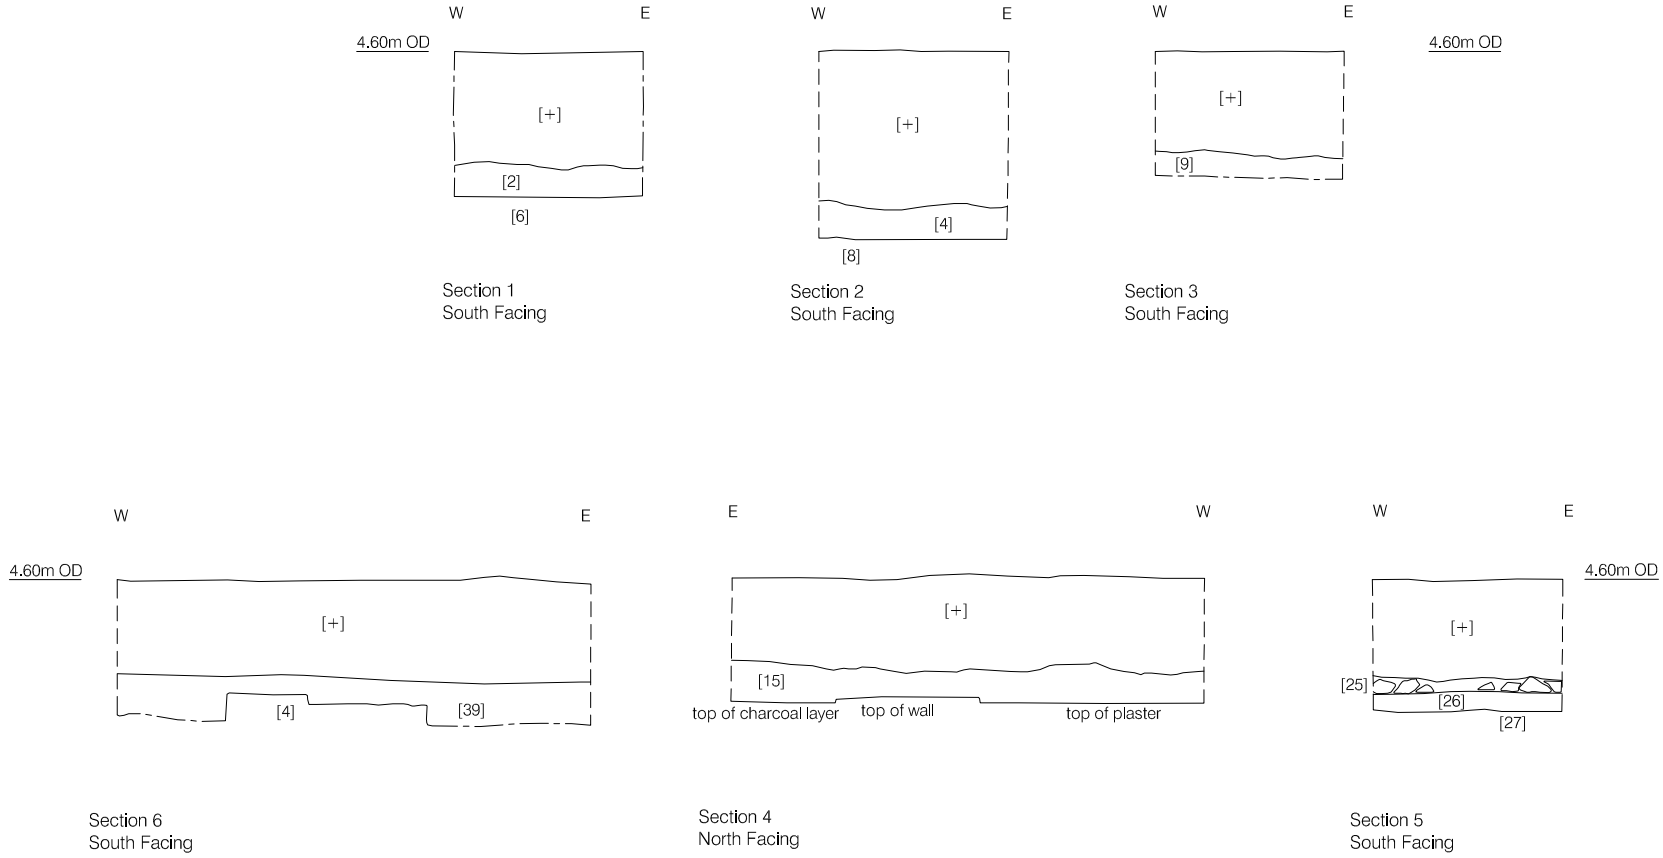 W E
W E
W E
4.60m OD
4.60m OD
[+]
[+]
[+]
[2]
[6]
[4]
[8]
[9]
Section 1
South Facing
Section 2
South Facing
Section 3
South Facing
W E
E W
W E
4.60m OD
4.60m OD
[+]
[+]
[+]
[4]
[39]
[15]
top of charcoal layer
top of wall
top of plaster
[25]
[26]
[27]
Section 6
South Facing
Section 4
North Facing
Section 5
South Facing